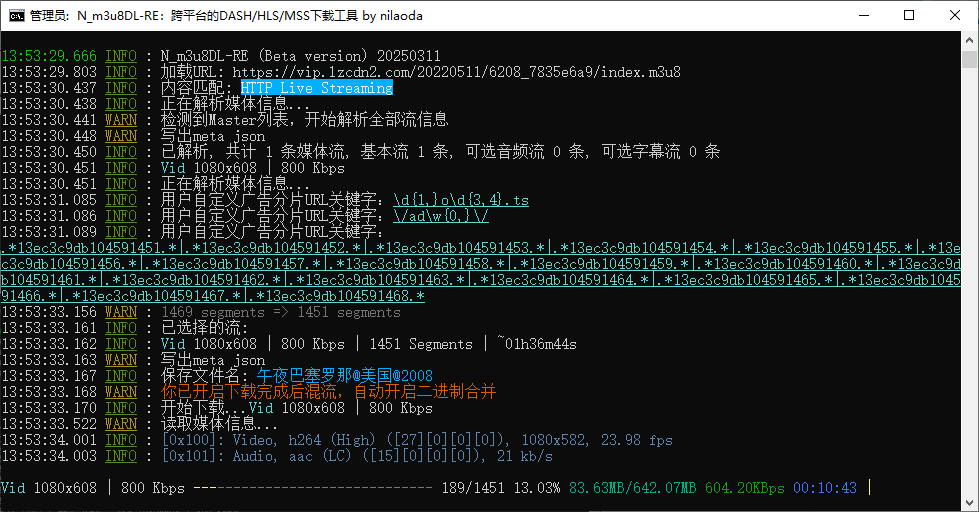 管理员: N_m3u8DL-RE：跨平台的DASH/HLS/MSS下载工具 by nilaoda
13:53:29.666 INFO : N_m3u8DL-RE (Beta version) 20250311
13:53:29.803 INFO : 加载URL: https://vip.lzcdn2.com/20220511/6208_7835e6a9/index.m3u8
13:53:30.437 INFO : 内容匹配: HTTP Live Streaming
13:53:30.438 INFO : 正在解析媒体信息...
13:53:30.441 WARN : 检测到Master列表，开始解析全部流信息
13:53:30.448 WARN : 写出meta json
13:53:30.450 INFO : 已解析, 共计 1 条媒体流, 基本流 1 条, 可选音频流 0 条, 可选字幕流 0 条
13:53:30.451 INFO : Vid 1080x608 | 800 Kbps
13:53:30.451 INFO : 正在解析媒体信息...
13:53:31.085 INFO : 用户自定义广告分片URL关键字: \d{1,}o\d{3,4}.ts
13:53:31.086 INFO : 用户自定义广告分片URL关键字: \/ad\w{0,}\/
13:53:31.089 INFO : 用户自定义广告分片URL关键字:
.*13ec3c9db104591451.*|.*13ec3c9db104591452.*|.*13ec3c9db104591453.*|.*13ec3c9db104591454.*|.*13ec3c9db104591455.*|.*13e
c3c9db104591456.*|.*13ec3c9db104591457.*|.*13ec3c9db104591458.*|.*13ec3c9db104591459.*|.*13ec3c9db104591460.*|.*13ec3c9d
b104591461.*|.*13ec3c9db104591462.*|.*13ec3c9db104591463.*|.*13ec3c9db104591464.*|.*13ec3c9db104591465.*|.*13ec3c9db1045
91466.*|.*13ec3c9db104591467.*|.*13ec3c9db104591468.*
13:53:33.156 WARN : 1469 segments => 1451 segments
13:53:33.161 INFO : 已选择的流:
13:53:33.162 INFO : Vid 1080x608 | 800 Kbps | 1451 Segments | ~01h36m44s
13:53:33.163 WARN : 写出meta json
13:53:33.167 INFO : 保存文件名: 午夜巴塞罗那@美国@2008
13:53:33.168 WARN : 你已开启下载完成后混流，自动开启二进制合并
13:53:33.170 INFO : 开始下载...Vid 1080x608 | 800 Kbps
13:53:33.522 WARN : 读取媒体信息...
13:53:34.001 INFO : [0x100]: Video, h264 (High) ([27][0][0][0]), 1080x582, 23.98 fps
13:53:34.003 INFO : [0x101]: Audio, aac (LC) ([15][0][0][0]), 21 kb/s
Vid 1080x608 | 800 Kbps ------------------------------ 189/1451 13.03% 83.63MB/642.07MB 604.20KBps 00:10:43 |